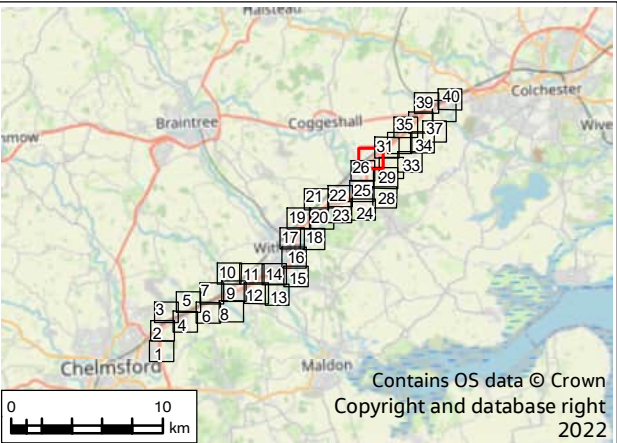 Halstead
Colchester
39 40
Braintree
Coggeshall
35 37
Wive
nmow
31 34
26 33
29
21 22 25 28
19 20 23 24
17 18
Witham
16
10 11 14 15
7 9 12 13
5
3 4 6 8
2
1
Chelmsford
Maldon
Contains OS data © Crown
Copyright and database right
2022
0 10
km